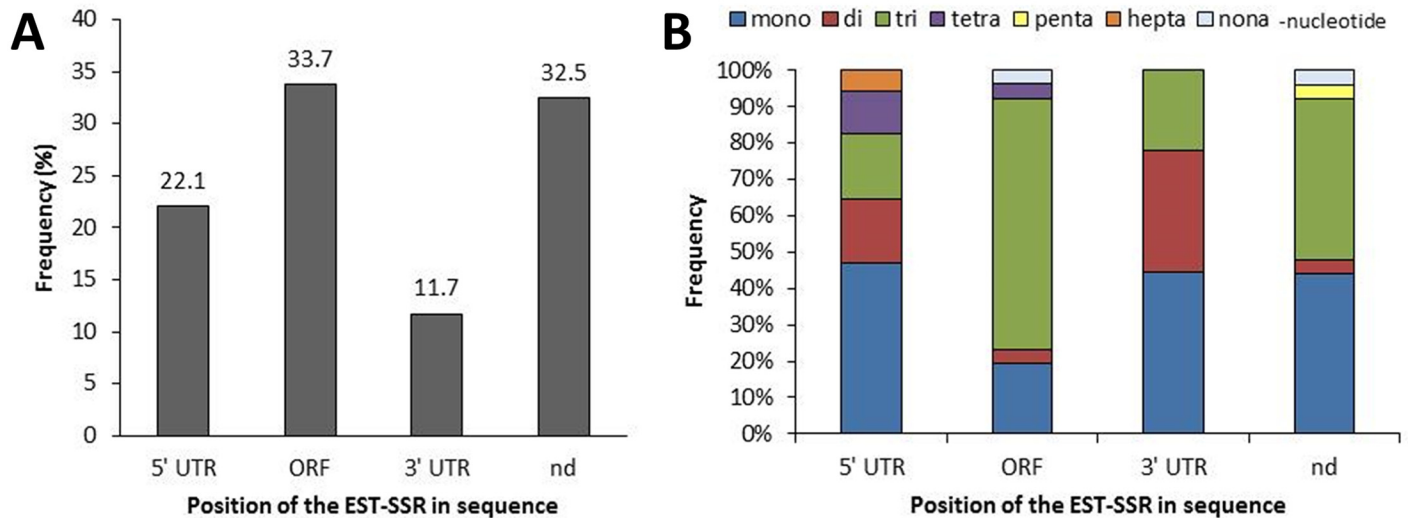 A
40
35
30
25
20
15
10
5
0
Frequency (%)
22.1
33.7
11.7
32.5
5' UTR ORF 3' UTR nd
Position of the EST-SSR in sequence
B
mono di tri tetra penta hepta nona -nucleotide
100%
90%
80%
70%
60%
50%
40%
30%
20%
10%
0%
Frequency
5' UTR ORF 3' UTR nd
Position of the EST-SSR in sequence